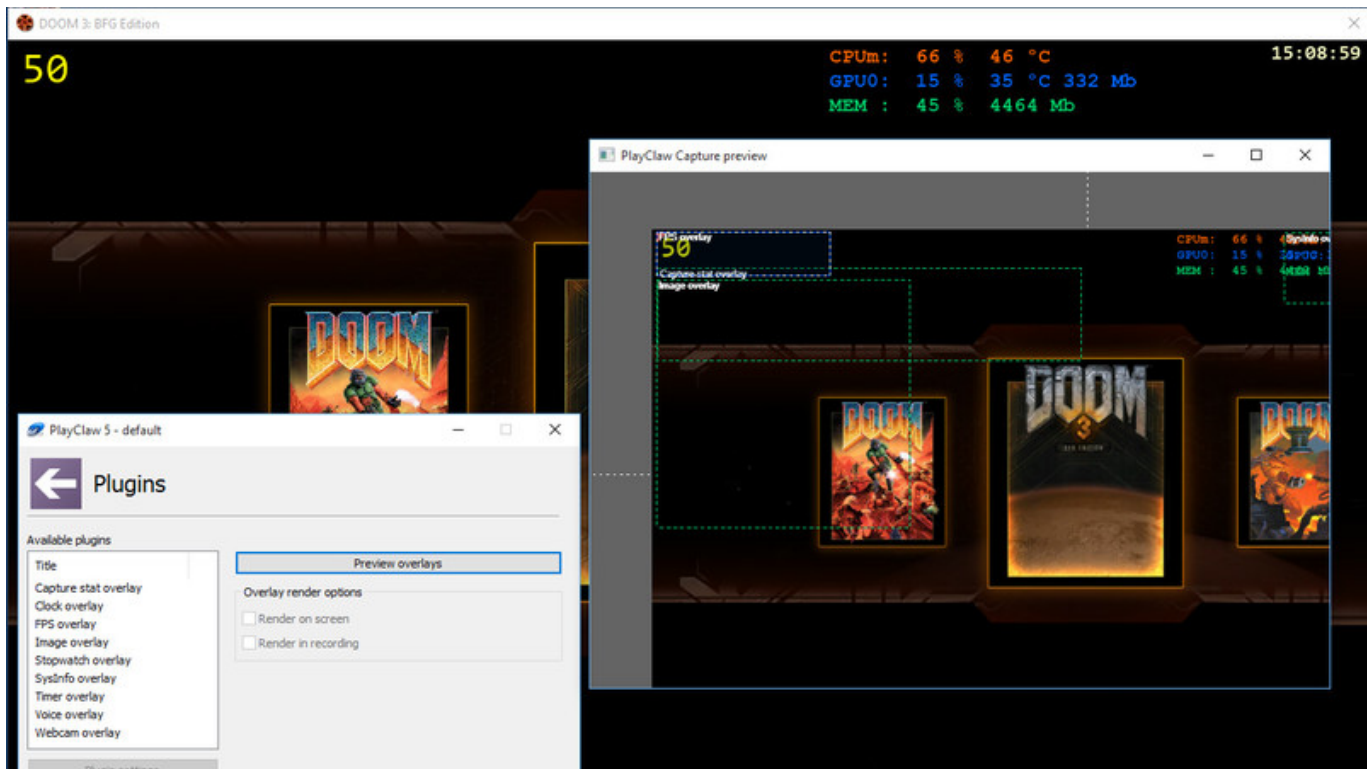 DOOM 3: BFG Edition
50
CPUm: 66 % 46 °C
GPU0: 15 % 35 °C 332 Mb
MEM : 45 % 4464 Mb
15:08:59
PlayClaw Capture preview
FPS overlay
50
Capture stat overlay
Image overlay
CPUm: 66 %
GPU0: 15 %
MEM : 45 %
SysInfo ov
DOOM
DOOM
3
DOOM
DOOM
PlayClaw 5 - default
Plugins
Available plugins
Title
Capture stat overlay
Clock overlay
FPS overlay
Image overlay
Stopwatch overlay
SysInfo overlay
Timer overlay
Voice overlay
Webcam overlay
Preview overlays
Overlay render options
Render on screen
Render in recording